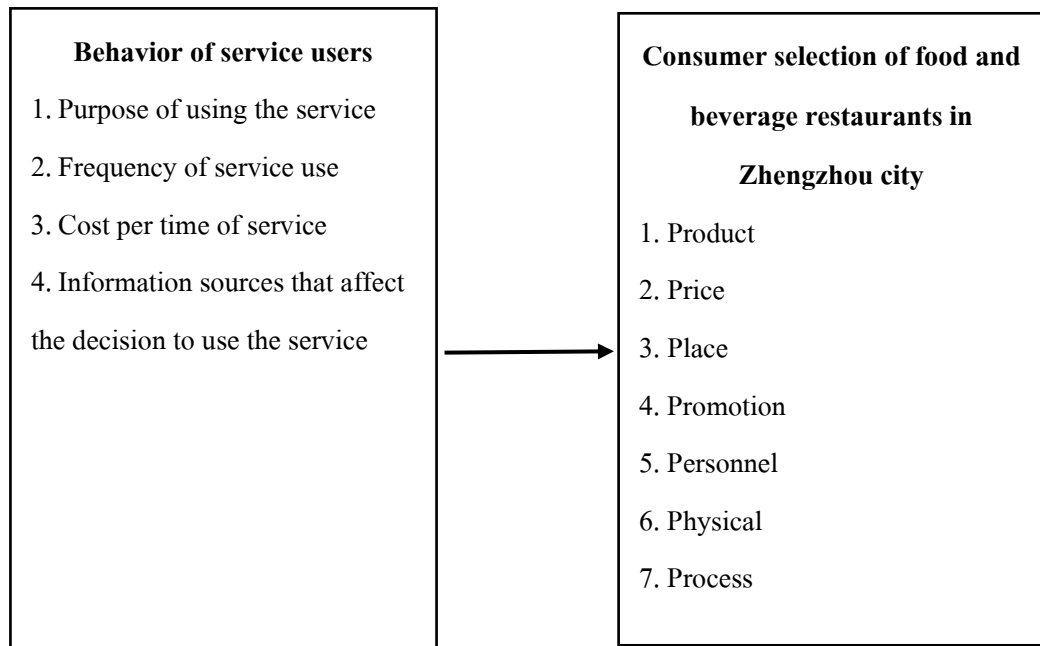 Behavior of service users
1. Purpose of using the service
2. Frequency of service use
3. Cost per time of service
4. Information sources that affect
the decision to use the service
Consumer selection of food and
beverage restaurants in
Zhengzhou city
1. Product
2. Price
3. Place
4. Promotion
5. Personnel
6. Physical
7. Process